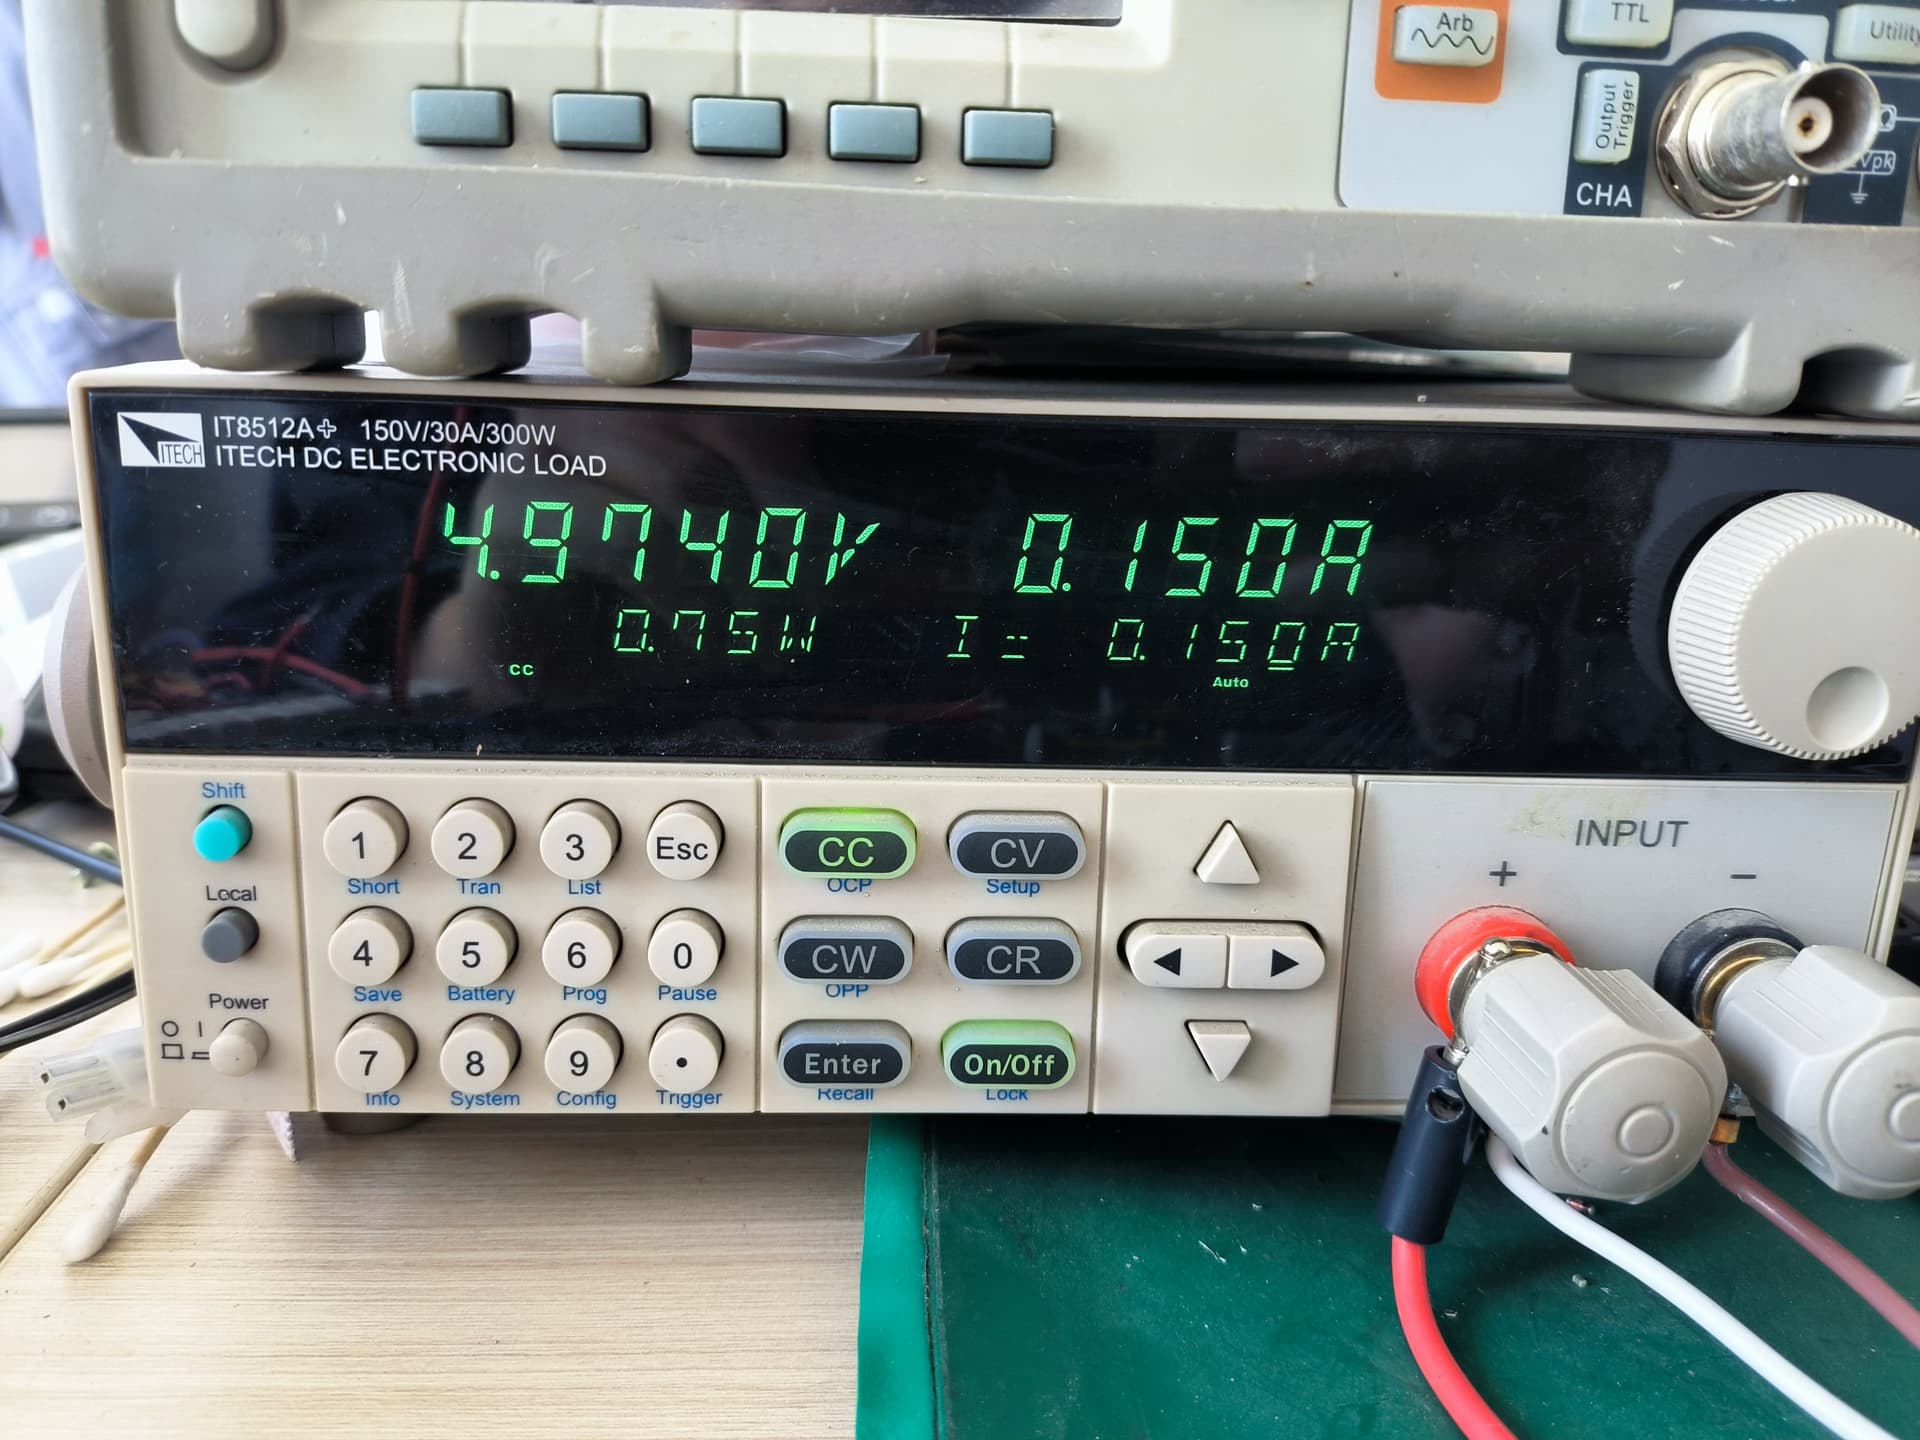 Arb
TTL
Utility
Output
Trigger
CHA
Vpk
ITECH
IT8512A+ 150V/30A/300W
ITECH DC ELECTRONIC LOAD
4.9740V 0.150A
0.75W I= 0.150A
CC
Auto
Shift
Local
Power
1 2 3 Esc
Short Tran List
4 5 6 0
Save Battery Prog Pause
7 8 9 •
Info System Config Trigger
CC CV
OCP Setup
CW CR
OPP
Enter On/Off
Recall Lock
INPUT
+ −